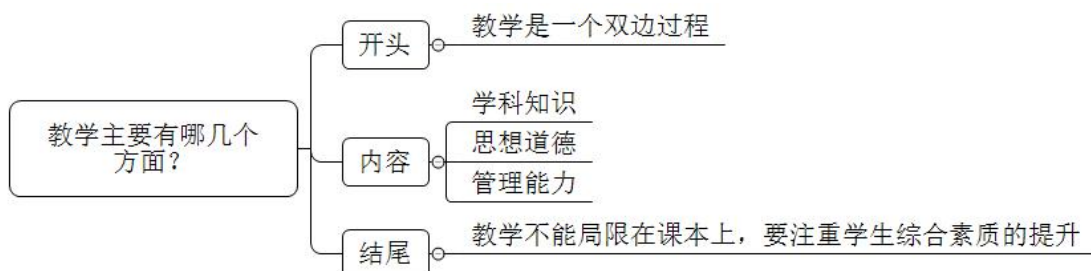 教学主要有哪几个
方面？
开头
教学是一个双边过程
内容
学科知识
思想道德
管理能力
结尾
教学不能局限在课本上，要注重学生综合素质的提升